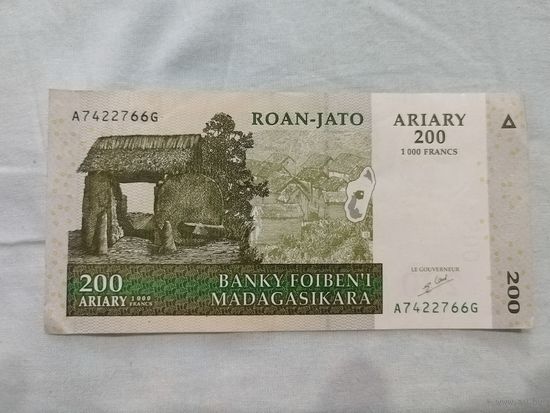 A7422766G
ROAN-JATO
ARIARY
200
1 000 FRANCS
200
ARIARY 1 000 FRANCS
BANKY FOIBEN'I
MADAGASIKARA
LE GOUVERNEUR
A7422766G
200